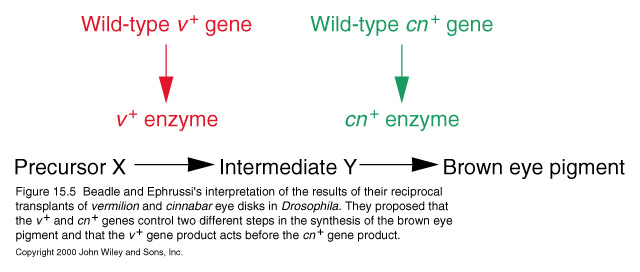 Wild-type v+ gene Wild-type cn+ gene
v+ enzyme cn+ enzyme
Precursor X Intermediate Y Brown eye pigment
Figure 15.5 Beadle and Ephrussi's interpretation of the results of their reciprocal
transplants of vermilion and cinnabar eye disks in Drosophila. They proposed that
the v+ and cn+ genes control two different steps in the synthesis of the brown eye
pigment and that the v+ gene product acts before the cn+ gene product.
Copyright 2000 John Wiley and Sons, Inc.